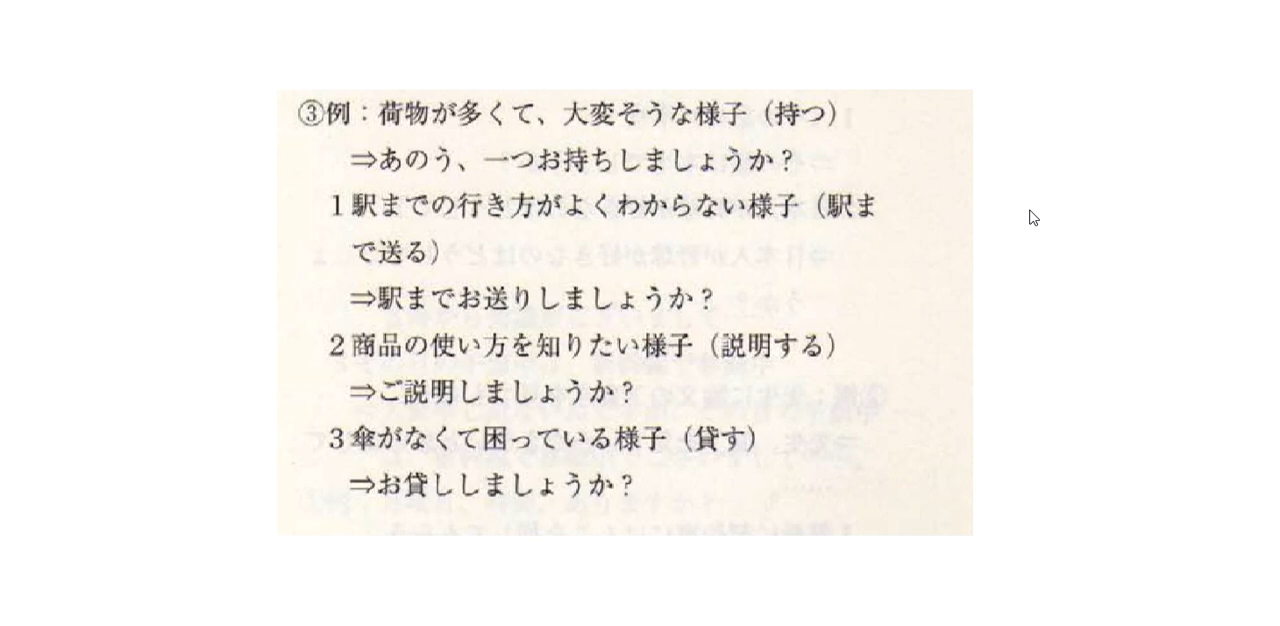 ③例：荷物が多くて、大変そうな様子（持つ）
⇒あのう、一つお持ちしましょうか？
1駅までの行き方がよくわからない様子（駅ま
で送る）
⇒駅までお送りしましょうか？
2商品の使い方を知りたい様子（説明する）
⇒ご説明しましょうか？
3傘がなくて困っている様子（貸す）
⇒お貸ししましょうか？